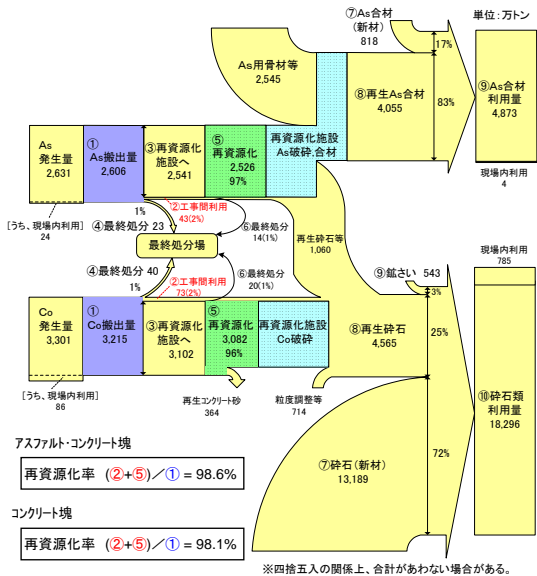 ⑦As合材
(新材)
818
単位：万トン
17%
As用骨材等
2,545
⑧再生As合材
4,055
83%
⑨As合材
利用量
4,873
現場内利用
4
As
発生量
2,631
①
As搬出量
2,606
③再資源化
施設へ
2,541
⑤
再資源化
2,526
97%
再資源化施設
As破砕,合材
[うち、現場内利用]
24
1%
④最終処分 23
②工事間利用
43(2%)
⑥最終処分
14(1%)
最終処分場
再生砕石等
1,060
④最終処分 40
1%
②工事間利用
73(2%)
⑥最終処分
20(1%)
⑨鉱さい 543
3%
現場内利用
785
Co
発生量
3,301
①
Co搬出量
3,215
③再資源化
施設へ
3,102
⑤
再資源化
3,082
96%
再資源化施設
Co破砕
⑧再生砕石
4,565
25%
[うち、現場内利用]
86
再生コンクリート砂
364
粒度調整等
714
⑩砕石類
利用量
18,296
⑦砕石(新材)
13,189
72%
アスファルト・コンクリート塊
再資源化率 (②+⑤)／① = 98.6%
コンクリート塊
再資源化率 (②+⑤)／① = 98.1%
※四捨五入の関係上、合計があわない場合がある。